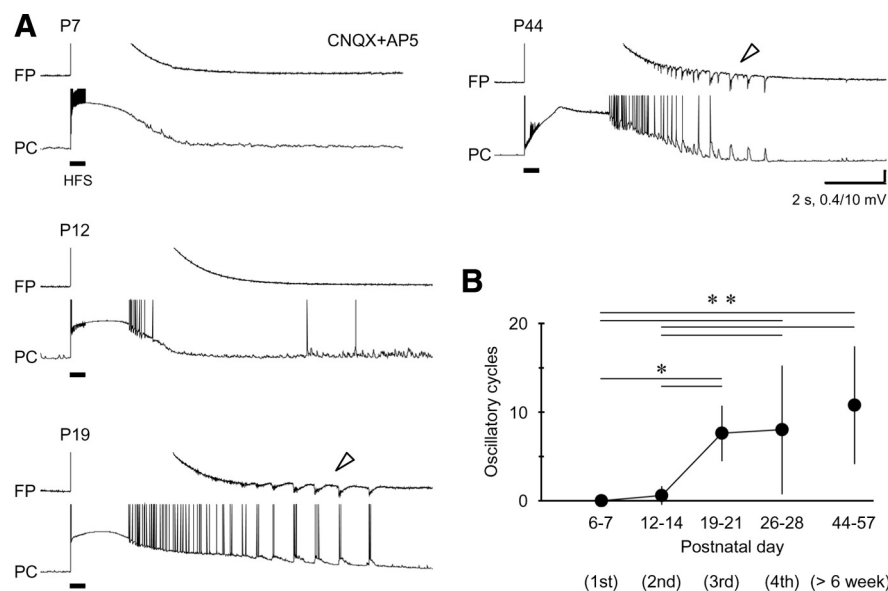 A
P7
CNQX+AP5
FP
PC
HFS
P44
FP
PC
2 s, 0.4/10 mV
P12
FP
PC
P19
FP
PC
B
* *
*
20
10
0
Oscillatory cycles
6-7 12-14 19-21 26-28 44-57
Postnatal day
(1st) (2nd) (3rd) (4th) (> 6 week)